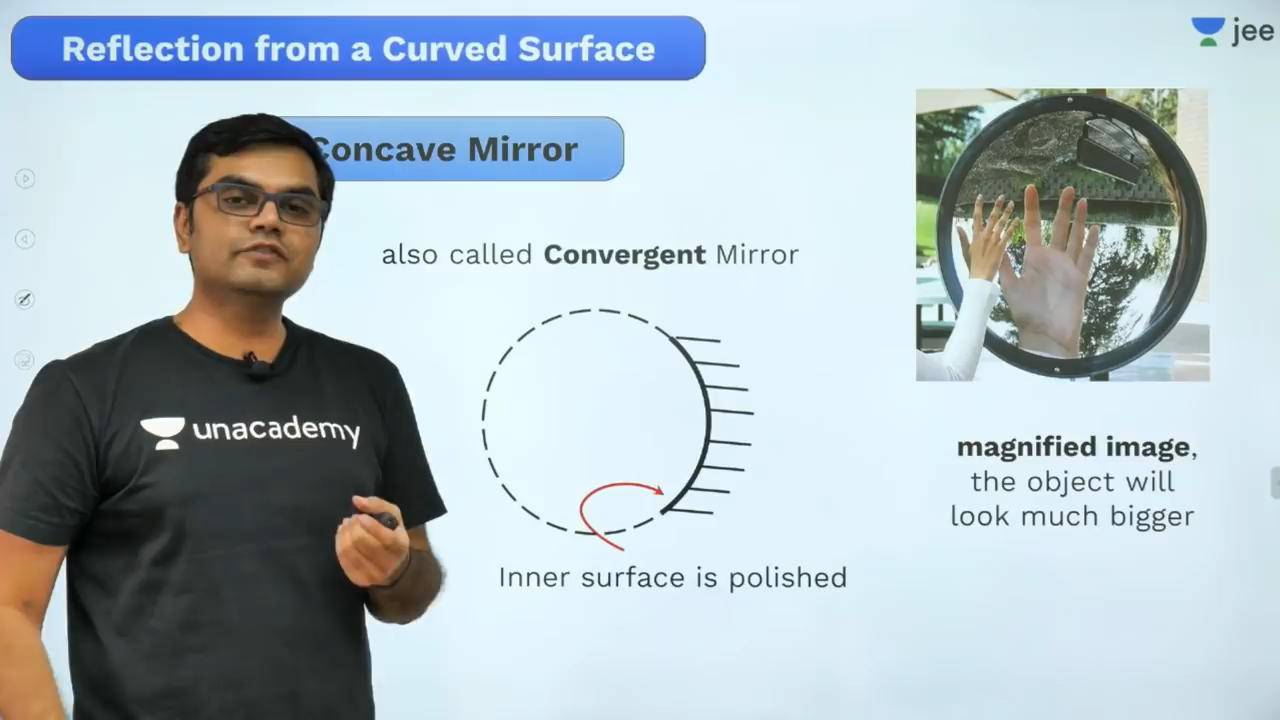 Reflection from a Curved Surface
jee
Concave Mirror
also called Convergent Mirror
unacademy
magnified image,
the object will
look much bigger
Inner surface is polished